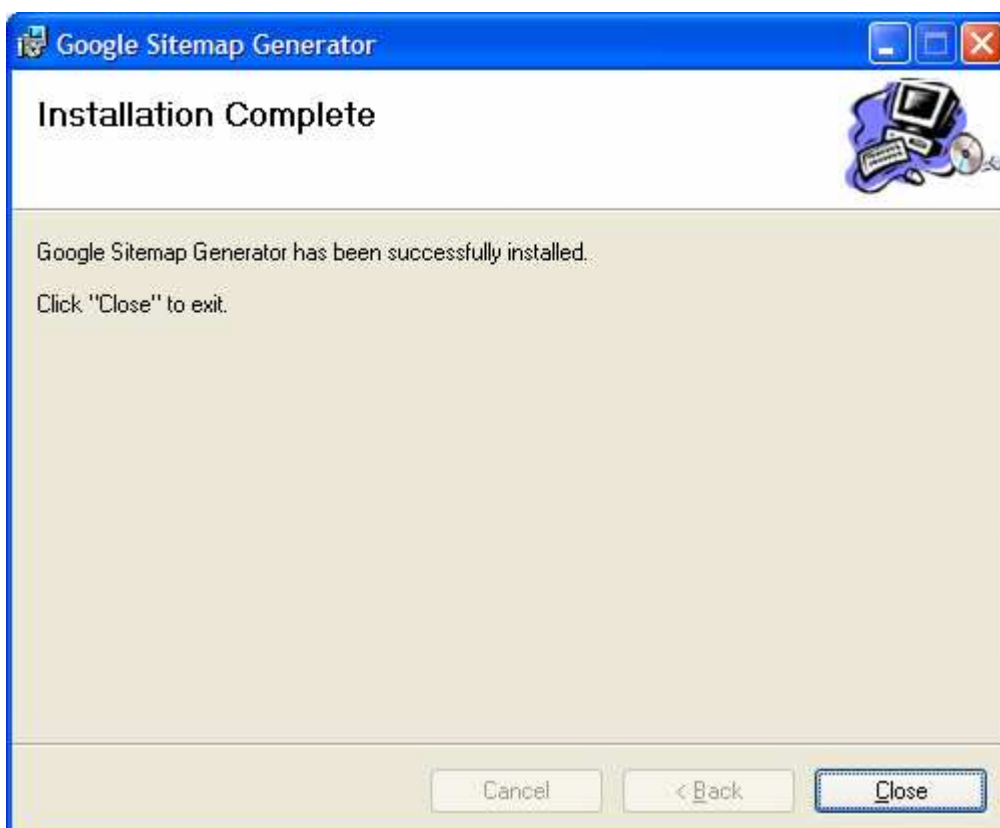 Google Sitemap Generator
Installation Complete
Google Sitemap Generator has been successfully installed.
Click "Close" to exit.
Cancel
< Back
Close